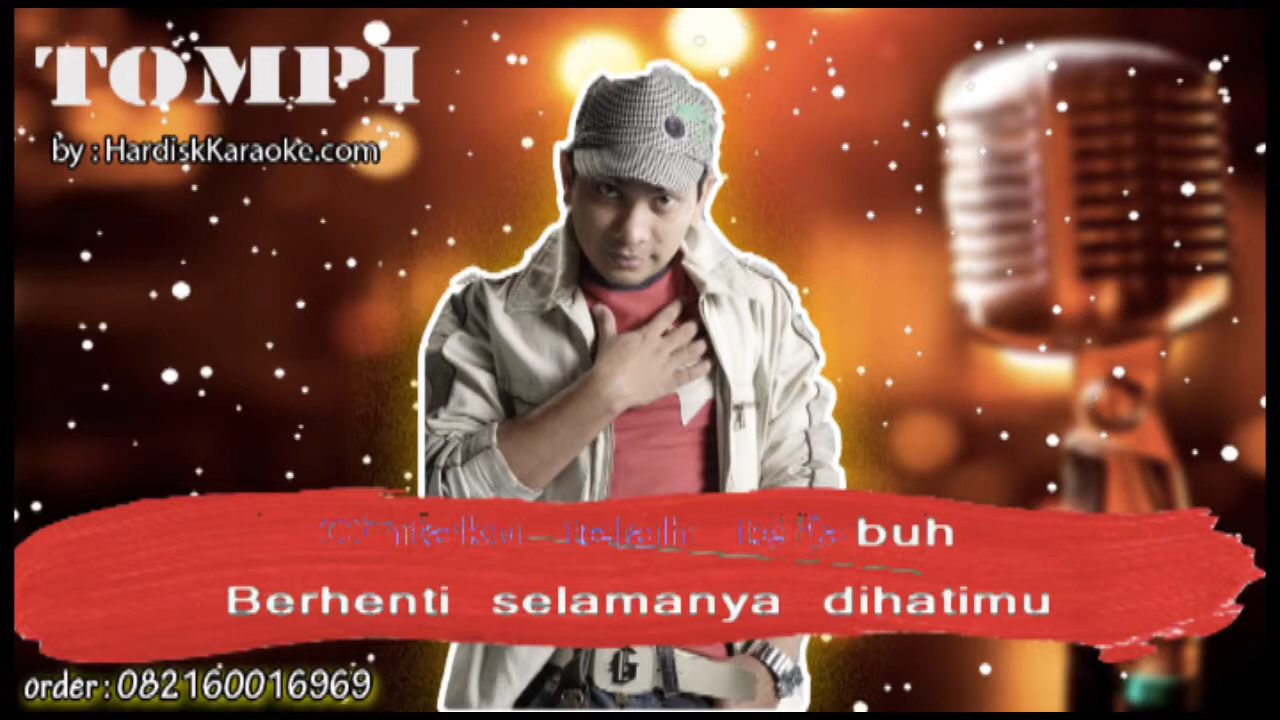 TOMPI
by : HardiskKaraoke.com
buh
Berhenti selamanya dihatimu
G
order : 082160016969